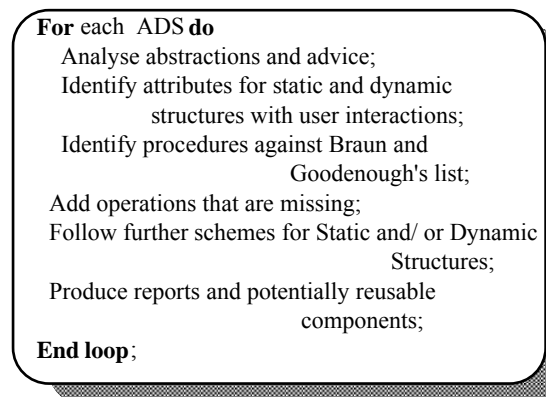 For each ADS do
Analyse abstractions and advice;
Identify attributes for static and dynamic
structures with user interactions;
Identify procedures against Braun and
Goodenough's list;
Add operations that are missing;
Follow further schemes for Static and/ or Dynamic
Structures;
Produce reports and potentially reusable
components;
End loop;